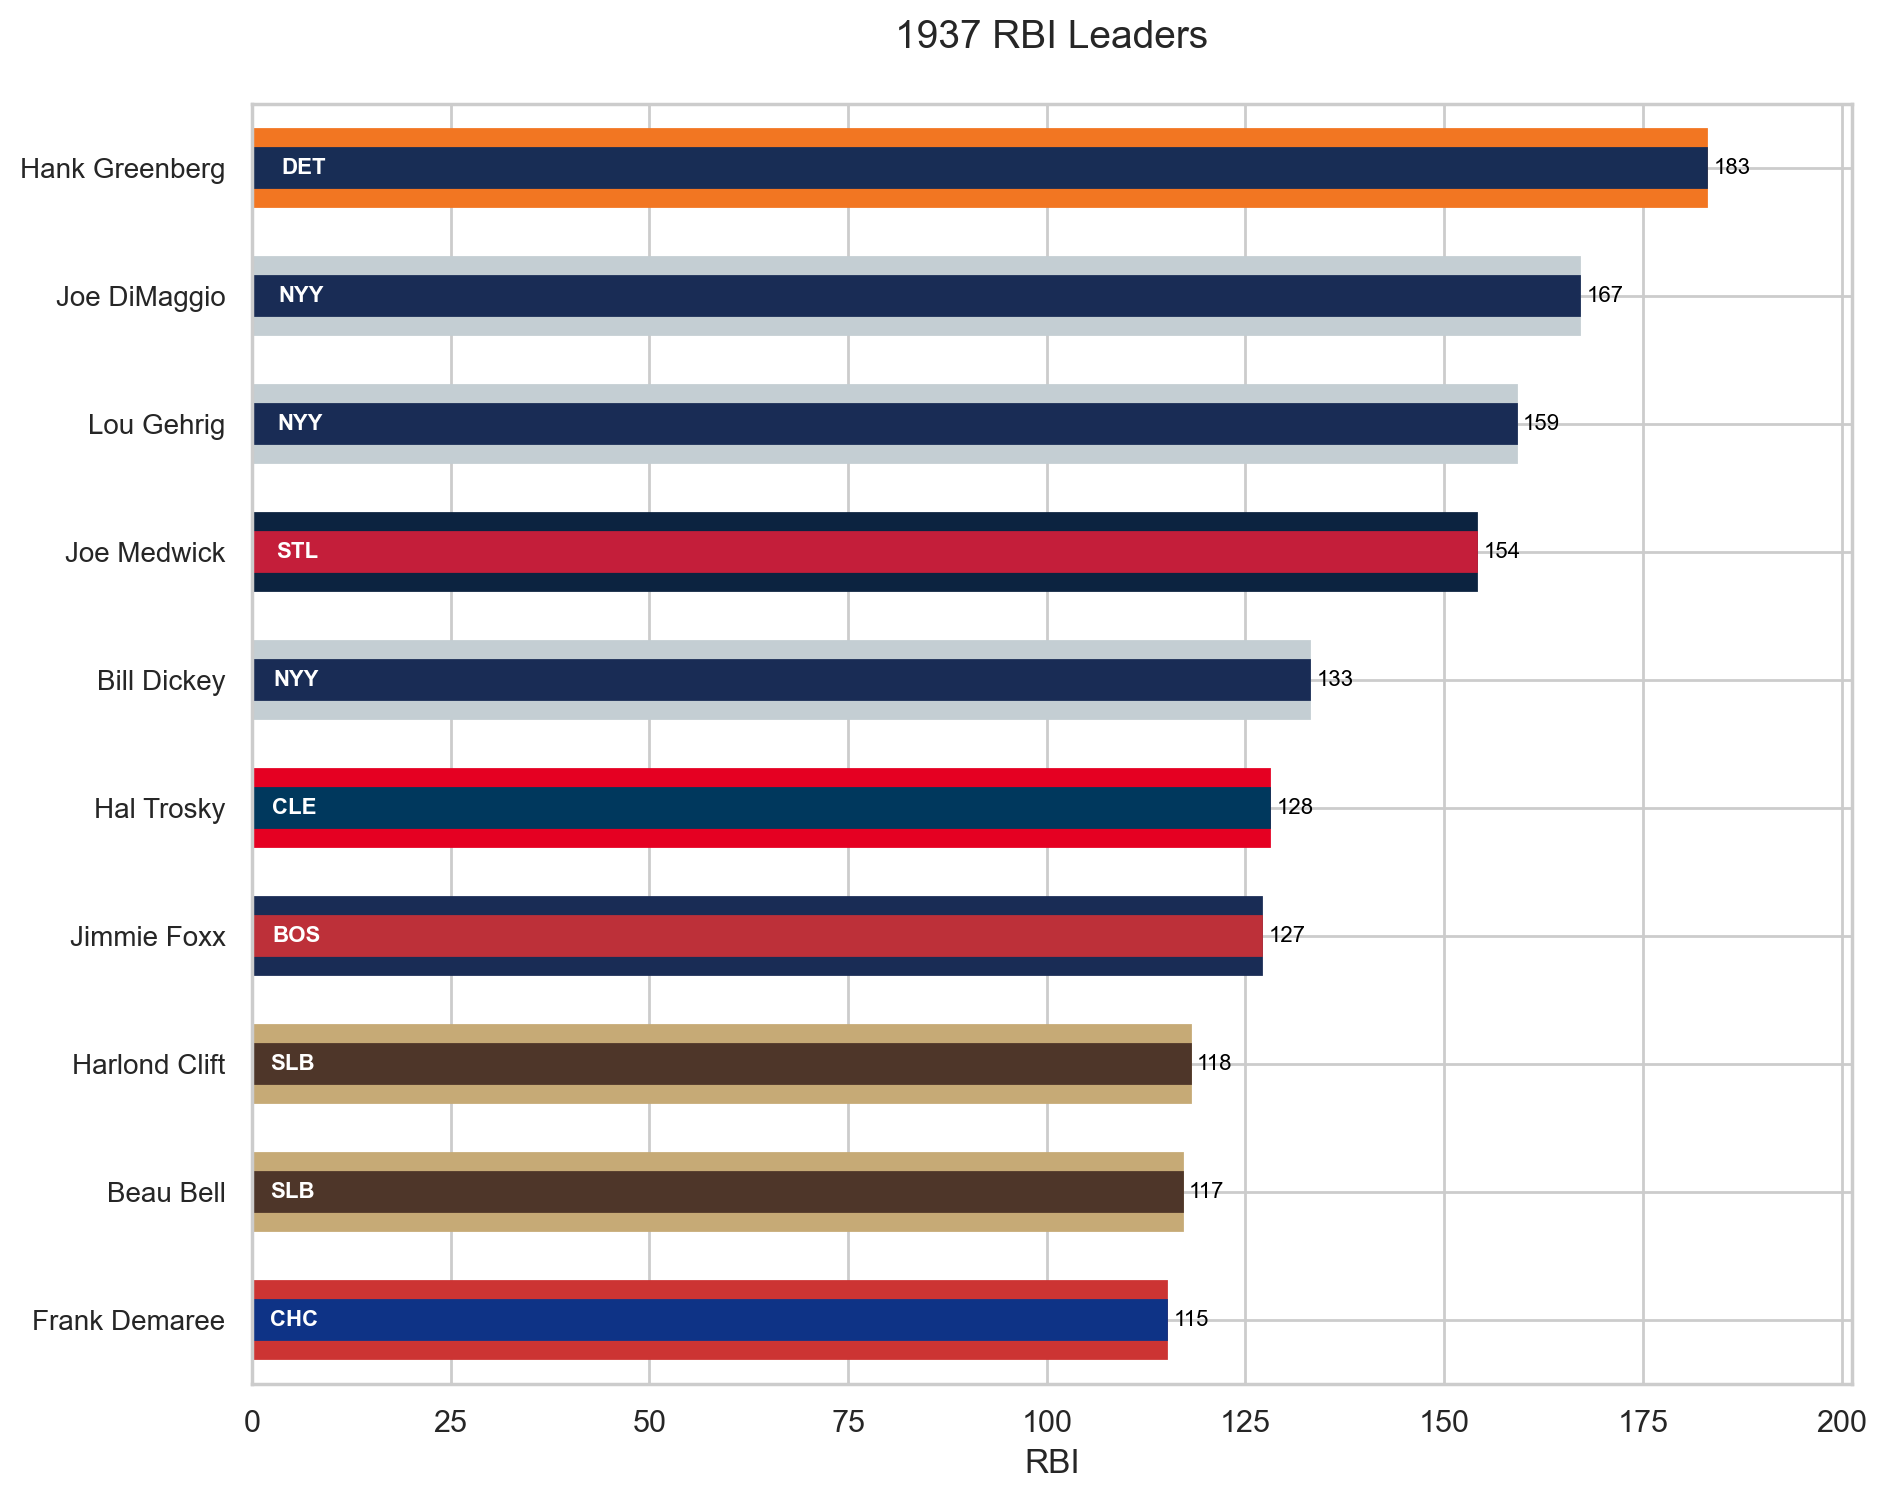 1937 RBI Leaders
Hank Greenberg DET 183
Joe DiMaggio NYY 167
Lou Gehrig NYY 159
Joe Medwick STL 154
Bill Dickey NYY 133
Hal Trosky CLE 128
Jimmie Foxx BOS 127
Harlond Clift SLB 118
Beau Bell SLB 117
Frank Demaree CHC 115
0 25 50 75 100 125 150 175 200
RBI